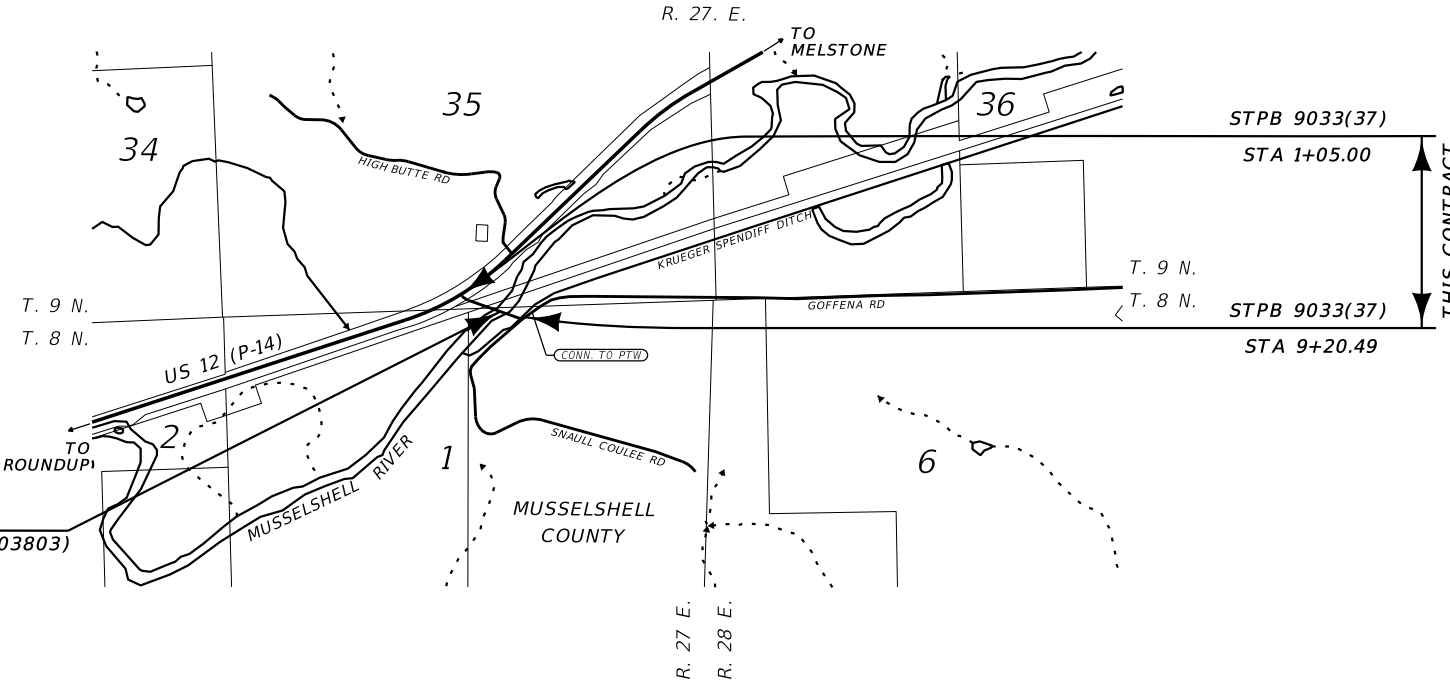 R. 27. E.
TO
MELSTONE
35
36
34
STPB 9033(37)
STA 1+05.00
HIGH BUTTE RD
THIS CONTRACT
KRUEGER SPENDIFF DITCH
T. 9 N.
T. 8 N.
T. 9 N.
T. 8 N.
GOFFENA RD
STPB 9033(37)
STA 9+20.49
US 12 (P-14)
CONN. TO PTW
TO
ROUNDUP
2
1
6
SNAULL COULEE RD
MUSSELSHELL RIVER
MUSSELSHELL
COUNTY
03803)
R. 27 E.
R. 28 E.